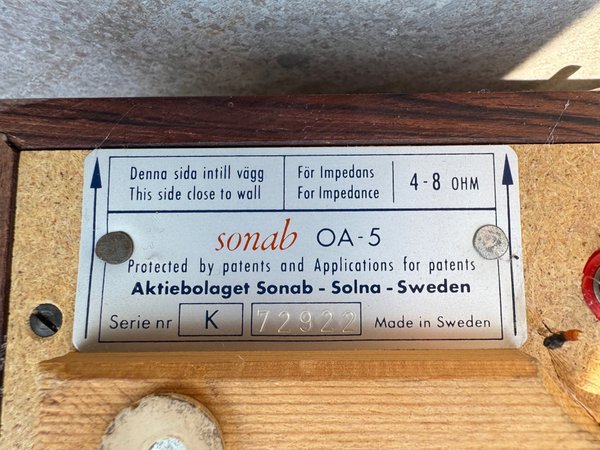 Denna sida intill vägg
This side close to wall
För Impedans
For Impedance
4-8 OHM
sonab OA-5
Protected by patents and Applications for patents
Aktiebolaget Sonab - Solna - Sweden
Serie nr K 72922 Made in Sweden